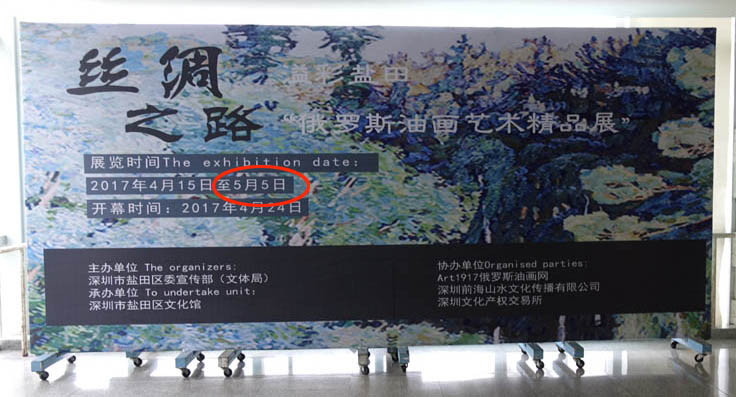 丝绸
之路
温彩盐田
“俄罗斯油画艺术精品展”
展览时间The exhibition date:
2017年4月15日至5月5日
开幕时间：2017年4月24日
主办单位 The organizers:
深圳市盐田区委宣传部（文体局）
承办单位 To undertake unit:
深圳市盐田区文化馆
协办单位Organised parties:
Art1917俄罗斯油画网
深圳前海山水文化传播有限公司
深圳文化产权交易所